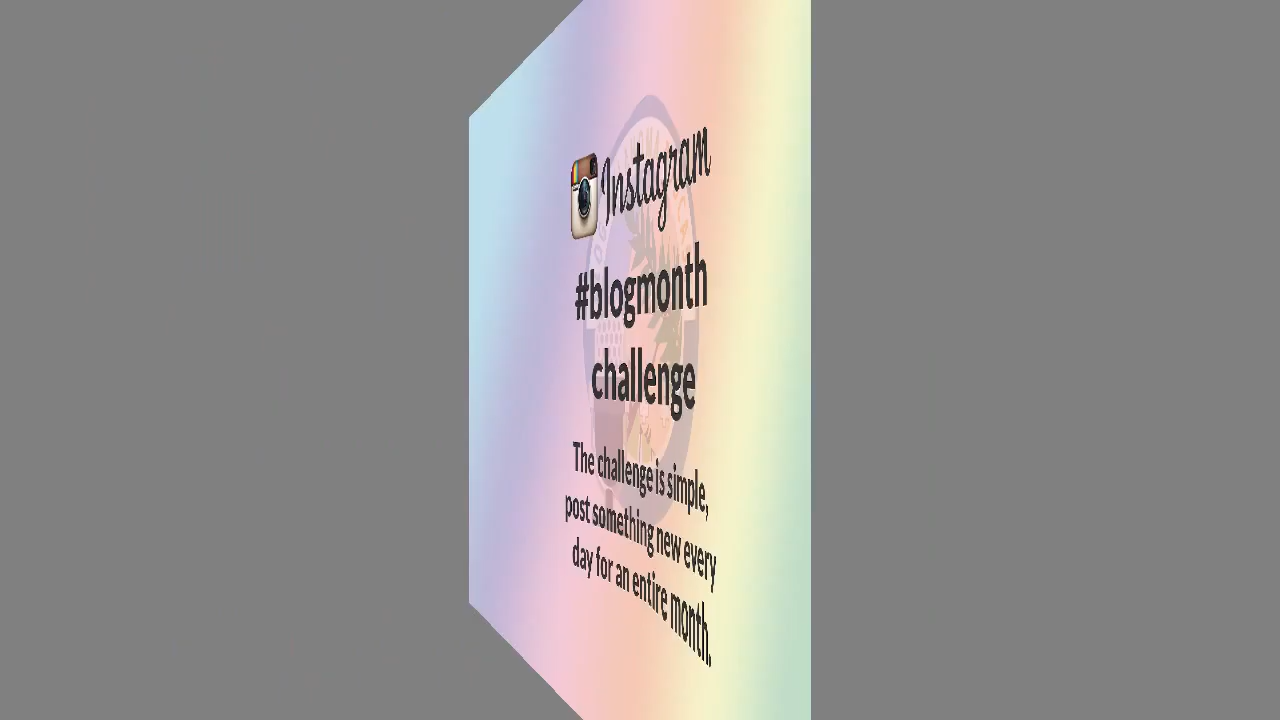 Instagram
#blogmonth
challenge
The challenge is simple,
post something new every
day for an entire month.